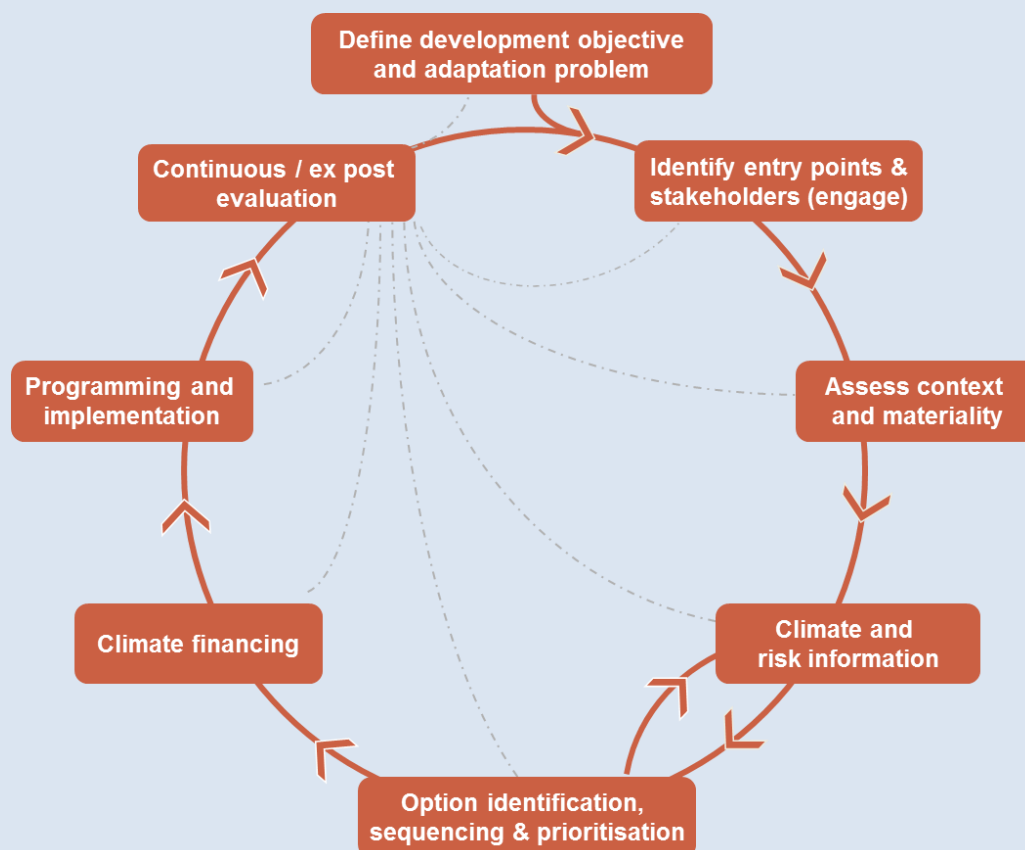 Define development objective
and adaptation problem
Identify entry points &
stakeholders (engage)
Assess context
and materiality
Climate and
risk information
Option identification,
sequencing & prioritisation
Climate financing
Programming and
implementation
Continuous / ex post
evaluation